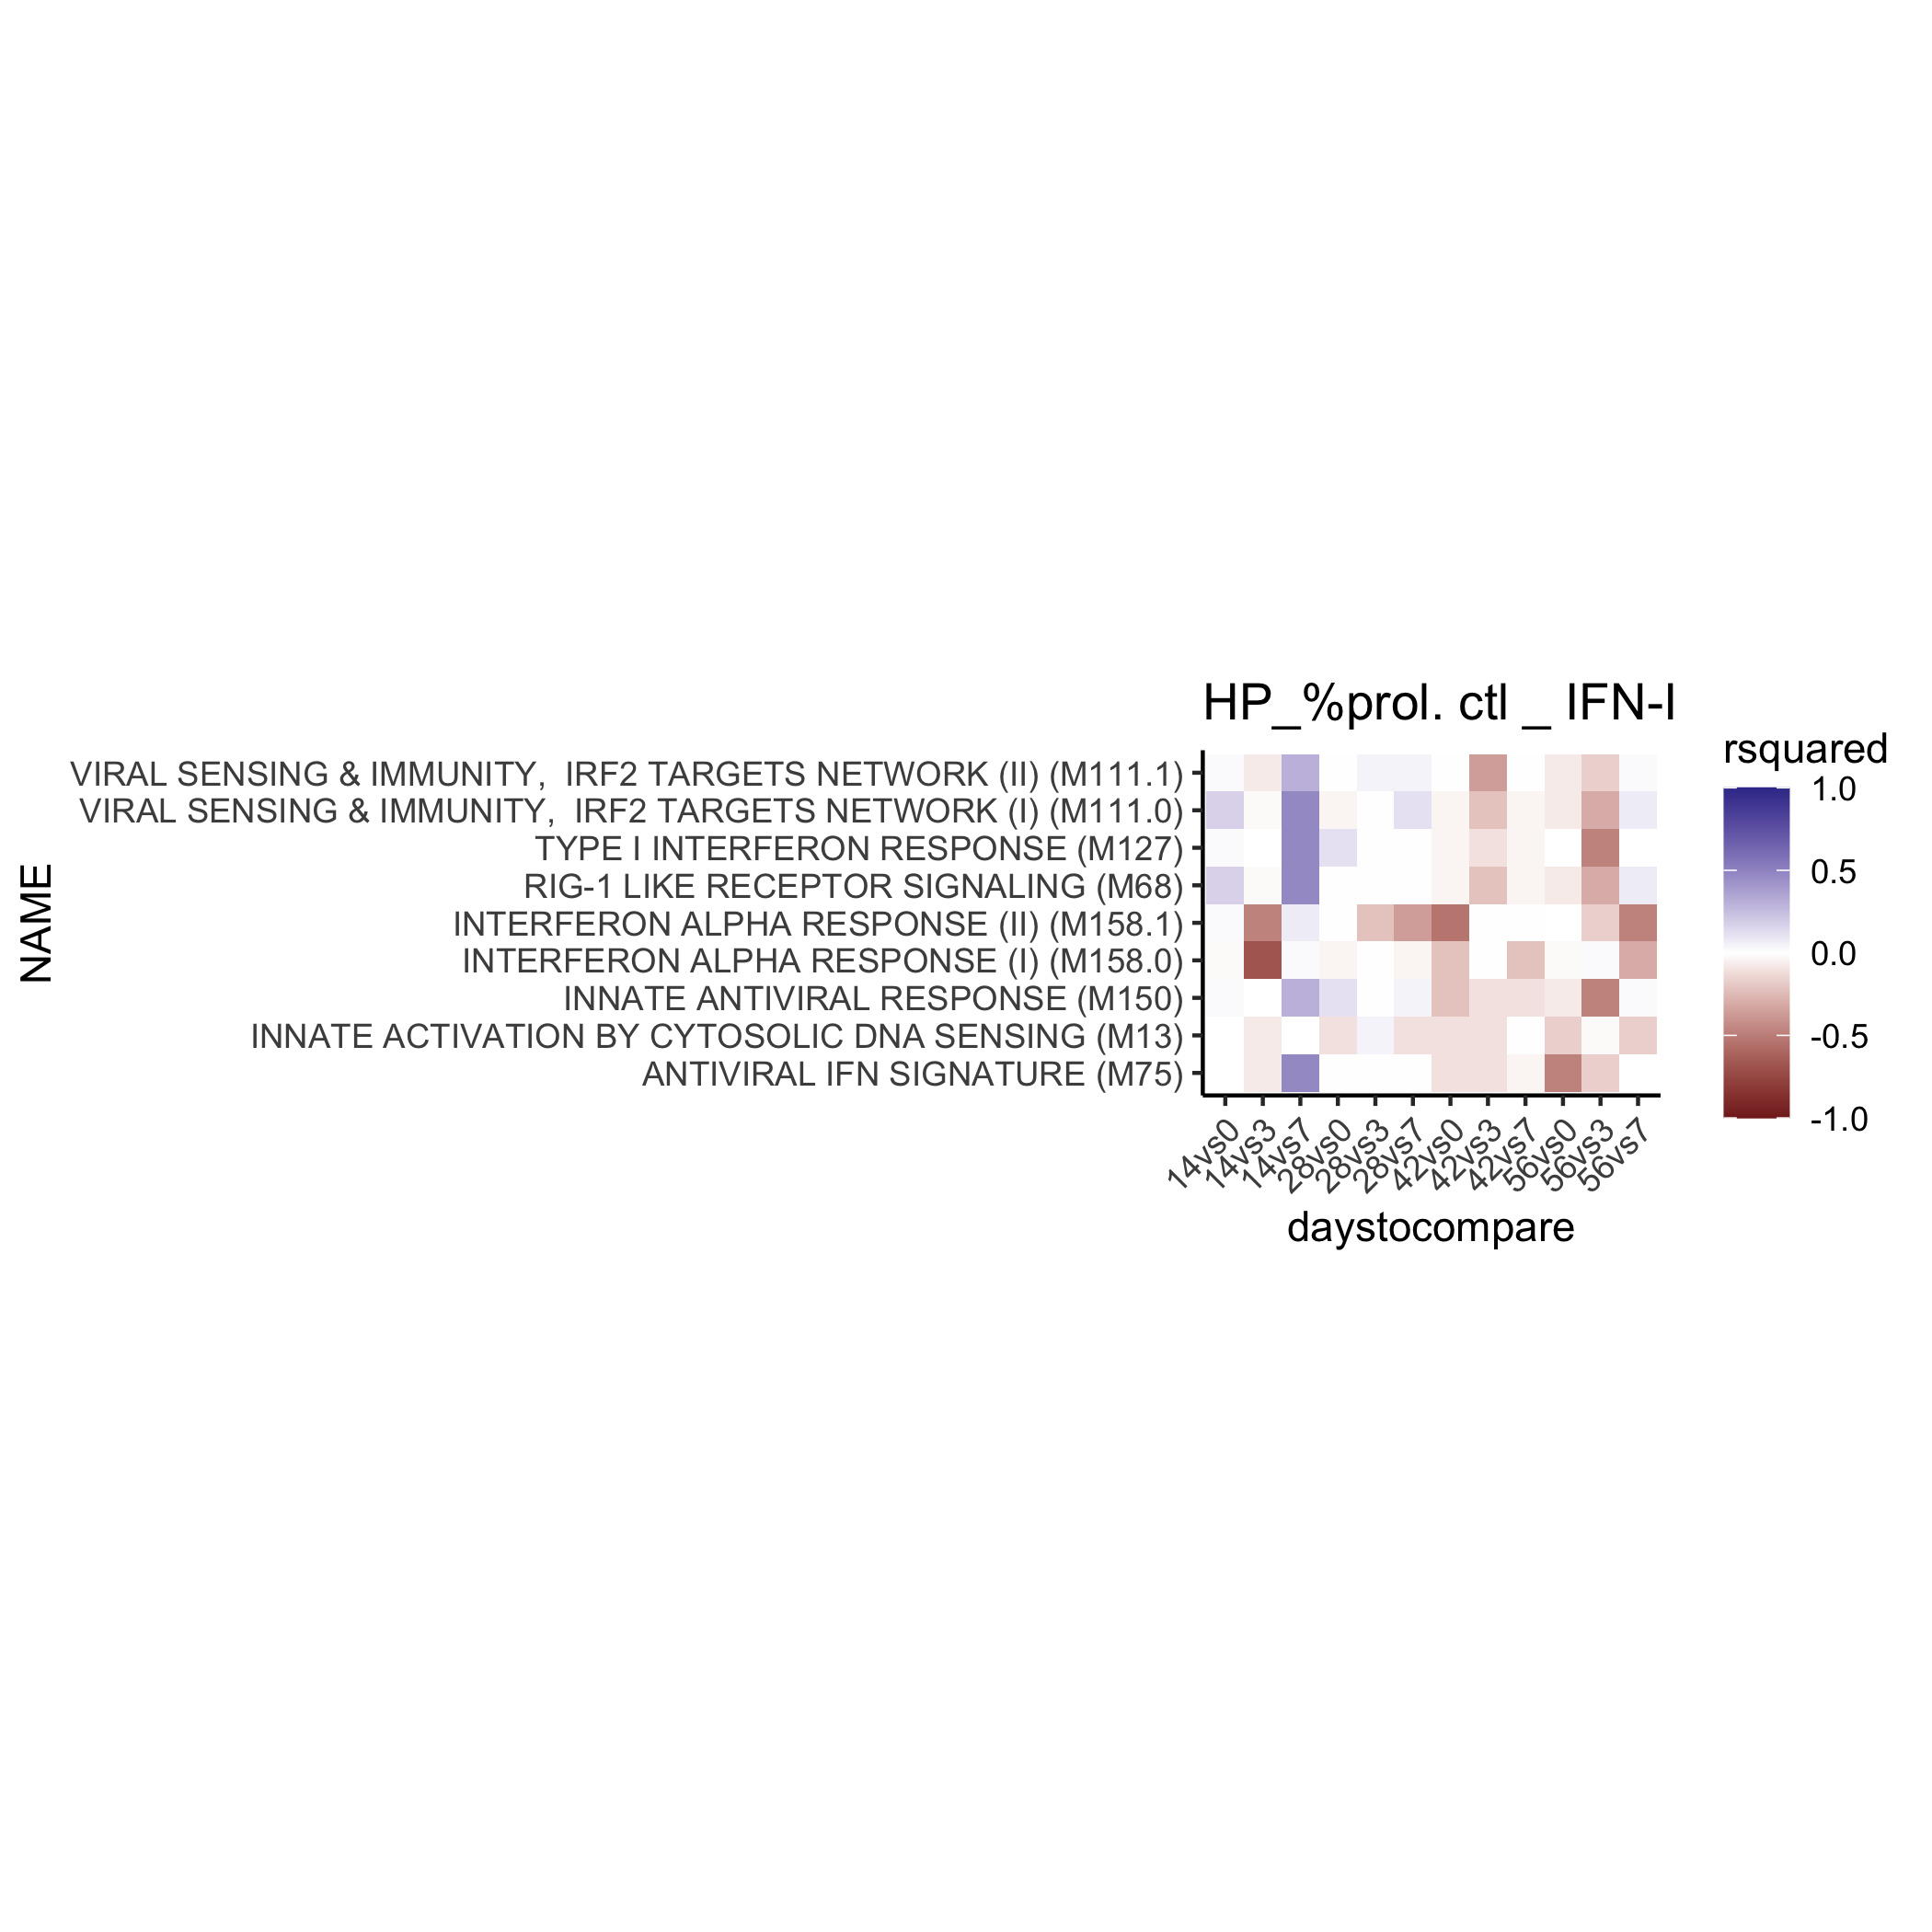 HP_%prol. ctl _ IFN-I
NAME
VIRAL SENSING & IMMUNITY,  IRF2 TARGETS NETWORK (II) (M111.1)
VIRAL SENSING & IMMUNITY,  IRF2 TARGETS NETWORK (I) (M111.0)
TYPE I INTERFERON RESPONSE (M127)
RIG-1 LIKE RECEPTOR SIGNALING (M68)
INTERFERON ALPHA RESPONSE (II) (M158.1)
INTERFERON ALPHA RESPONSE (I) (M158.0)
INNATE ANTIVIRAL RESPONSE (M150)
INNATE ACTIVATION BY CYTOSOLIC DNA SENSING (M13)
ANTIVIRAL IFN SIGNATURE (M75)
14vs0
14vs3
14vs7
28vs0
28vs3
28vs7
42vs0
42vs3
42vs7
56vs0
56vs3
56vs7
daystocompare
rsquared
1.0
0.5
0.0
-0.5
-1.0